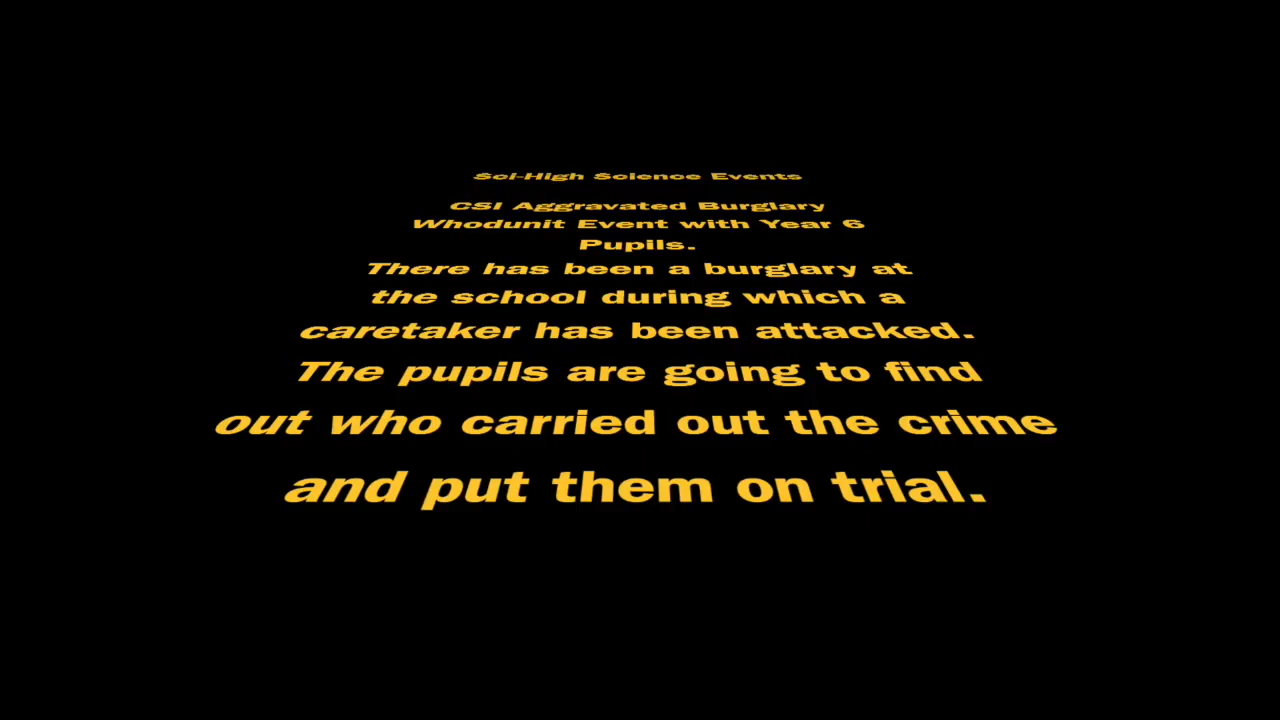 Sci-High Science Events
CSI Aggravated Burglary
Whodunit Event with Year 6
Pupils.
There has been a burglary at
the school during which a
caretaker has been attacked.
The pupils are going to find
out who carried out the crime
and put them on trial.